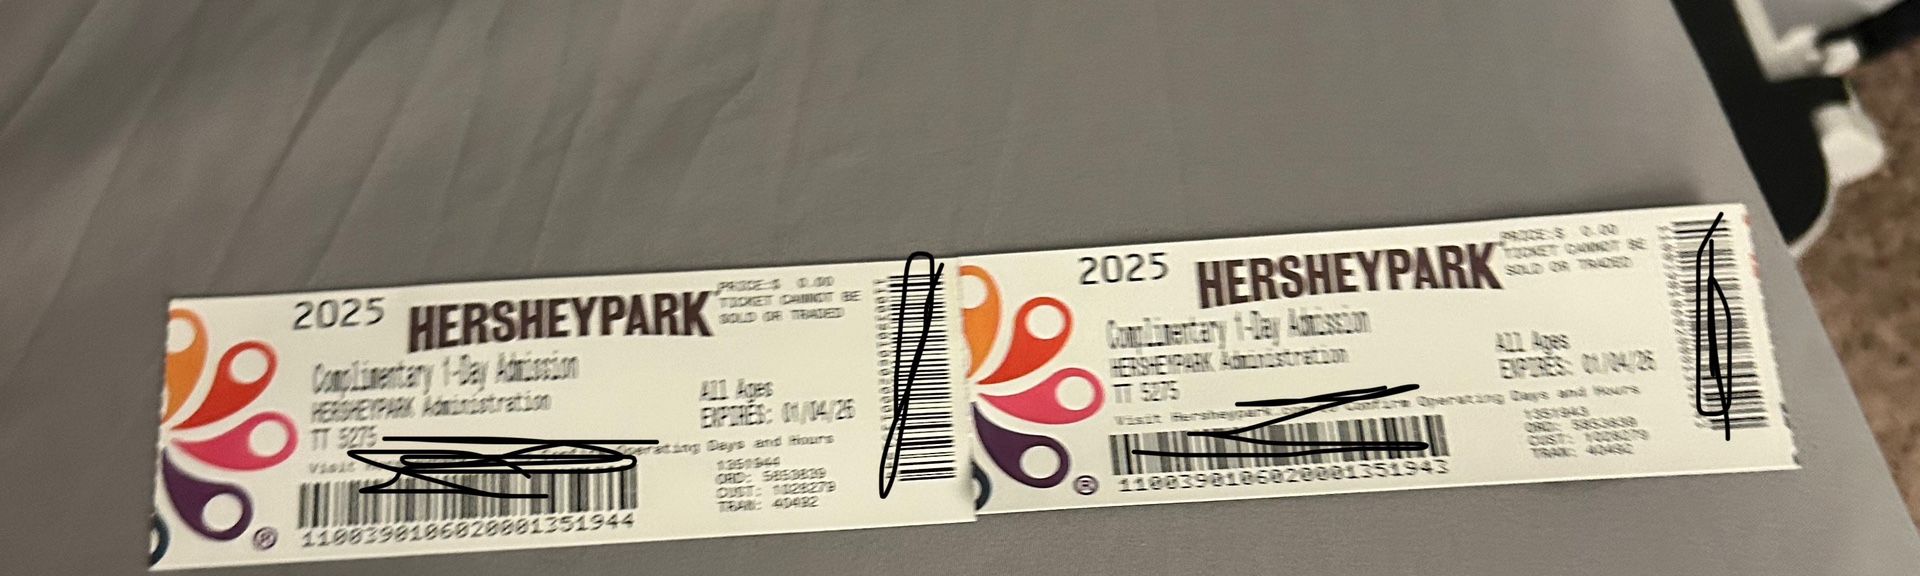 2025
HERSHEYPARK
PRICE:$ 0.00
TICKET CANNOT BE
SOLD OR TRADED
Complimentary 1-Day Admission
HERSHEYPARK Administration
TT 5275
All Ages
EXPIRES: 01/04/26
Visit Operating Days and Hours
1351944
ORD: 5853839
CUST: 1028279
TRAN: 40492
1100390106020001351944
®
2025
HERSHEYPARK
PRICE:$ 0.00
TICKET CANNOT BE
SOLD OR TRADED
Complimentary 1-Day Admission
HERSHEYPARK Administration
TT 5275
All Ages
EXPIRES: 01/04/26
Visit Hersheypark. Confirm Operating Days and Hours
1351943
ORD: 5853839
CUST: 1028279
TRAN: 40492
1100390106020001351943
®